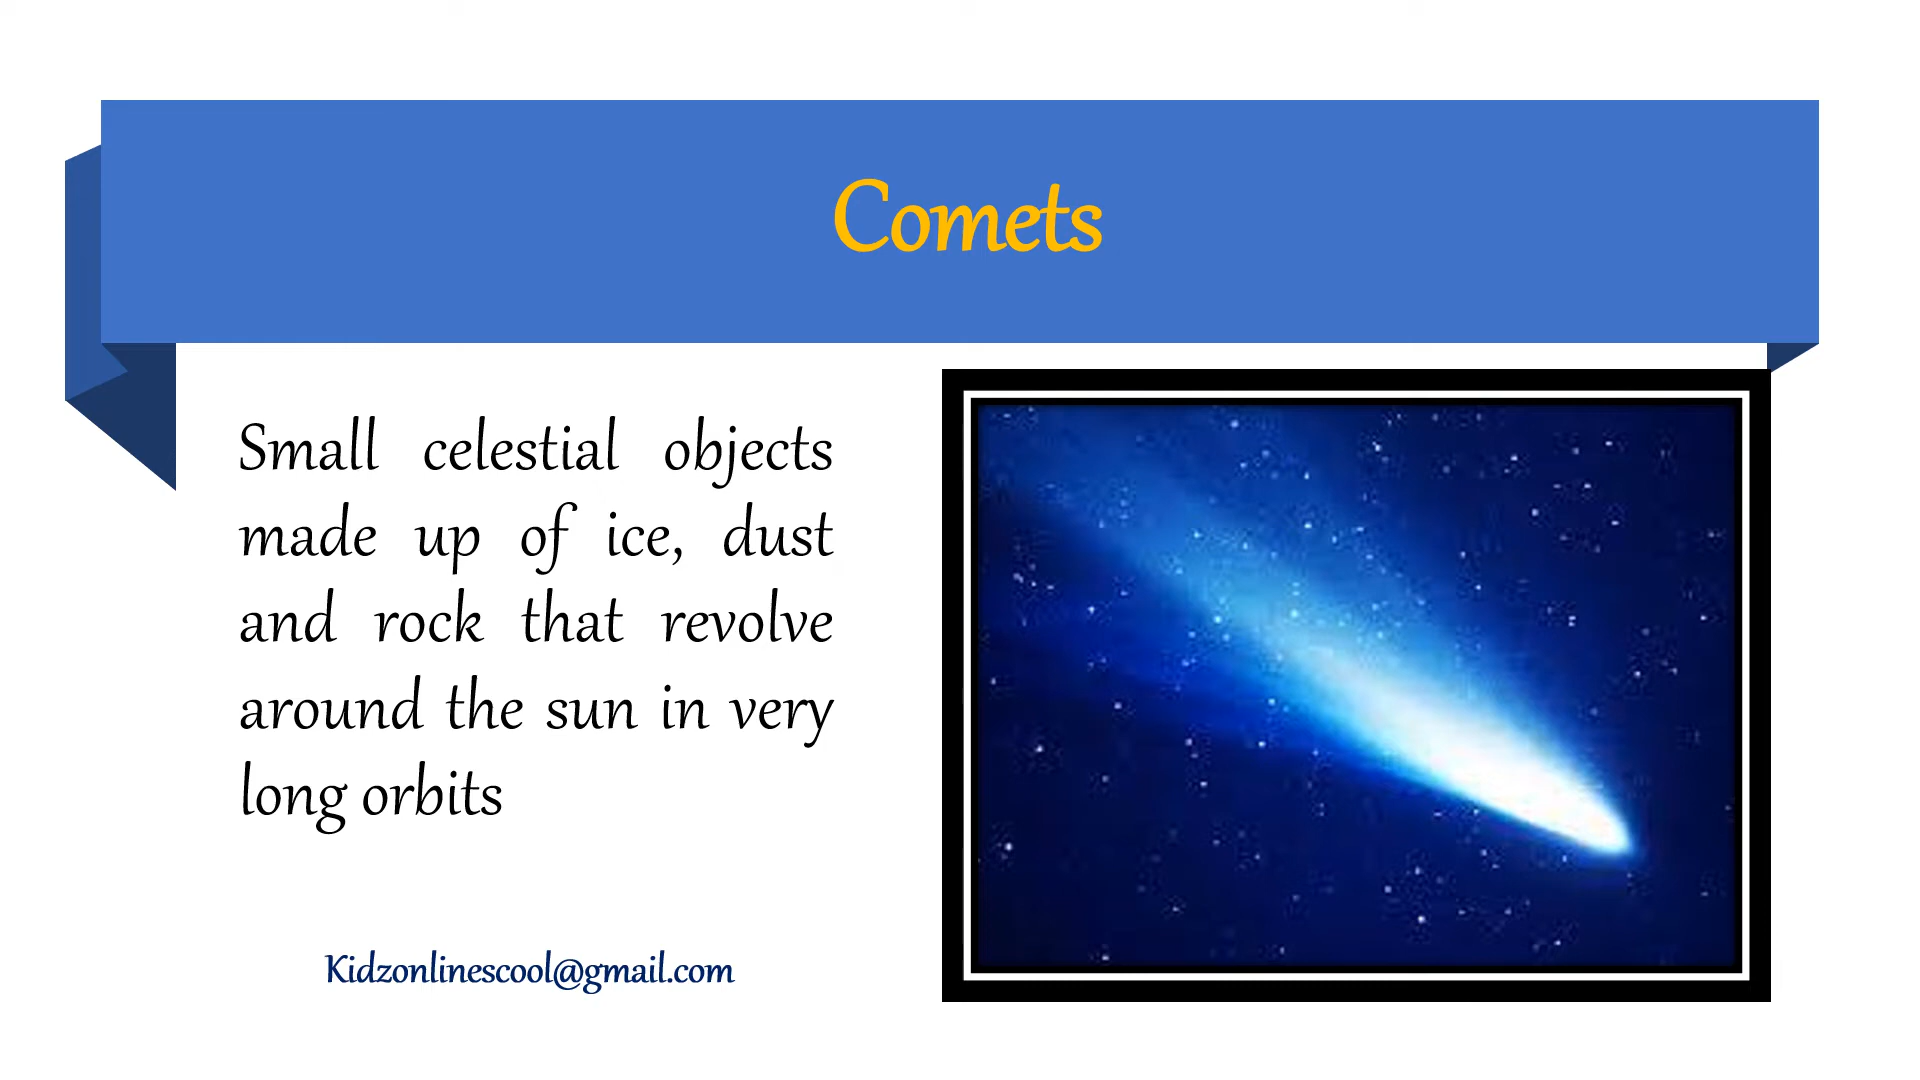 Comets
Small celestial objects
made up of ice, dust
and rock that revolve
around the sun in very
long orbits
Kidzonlinescool@gmail.com